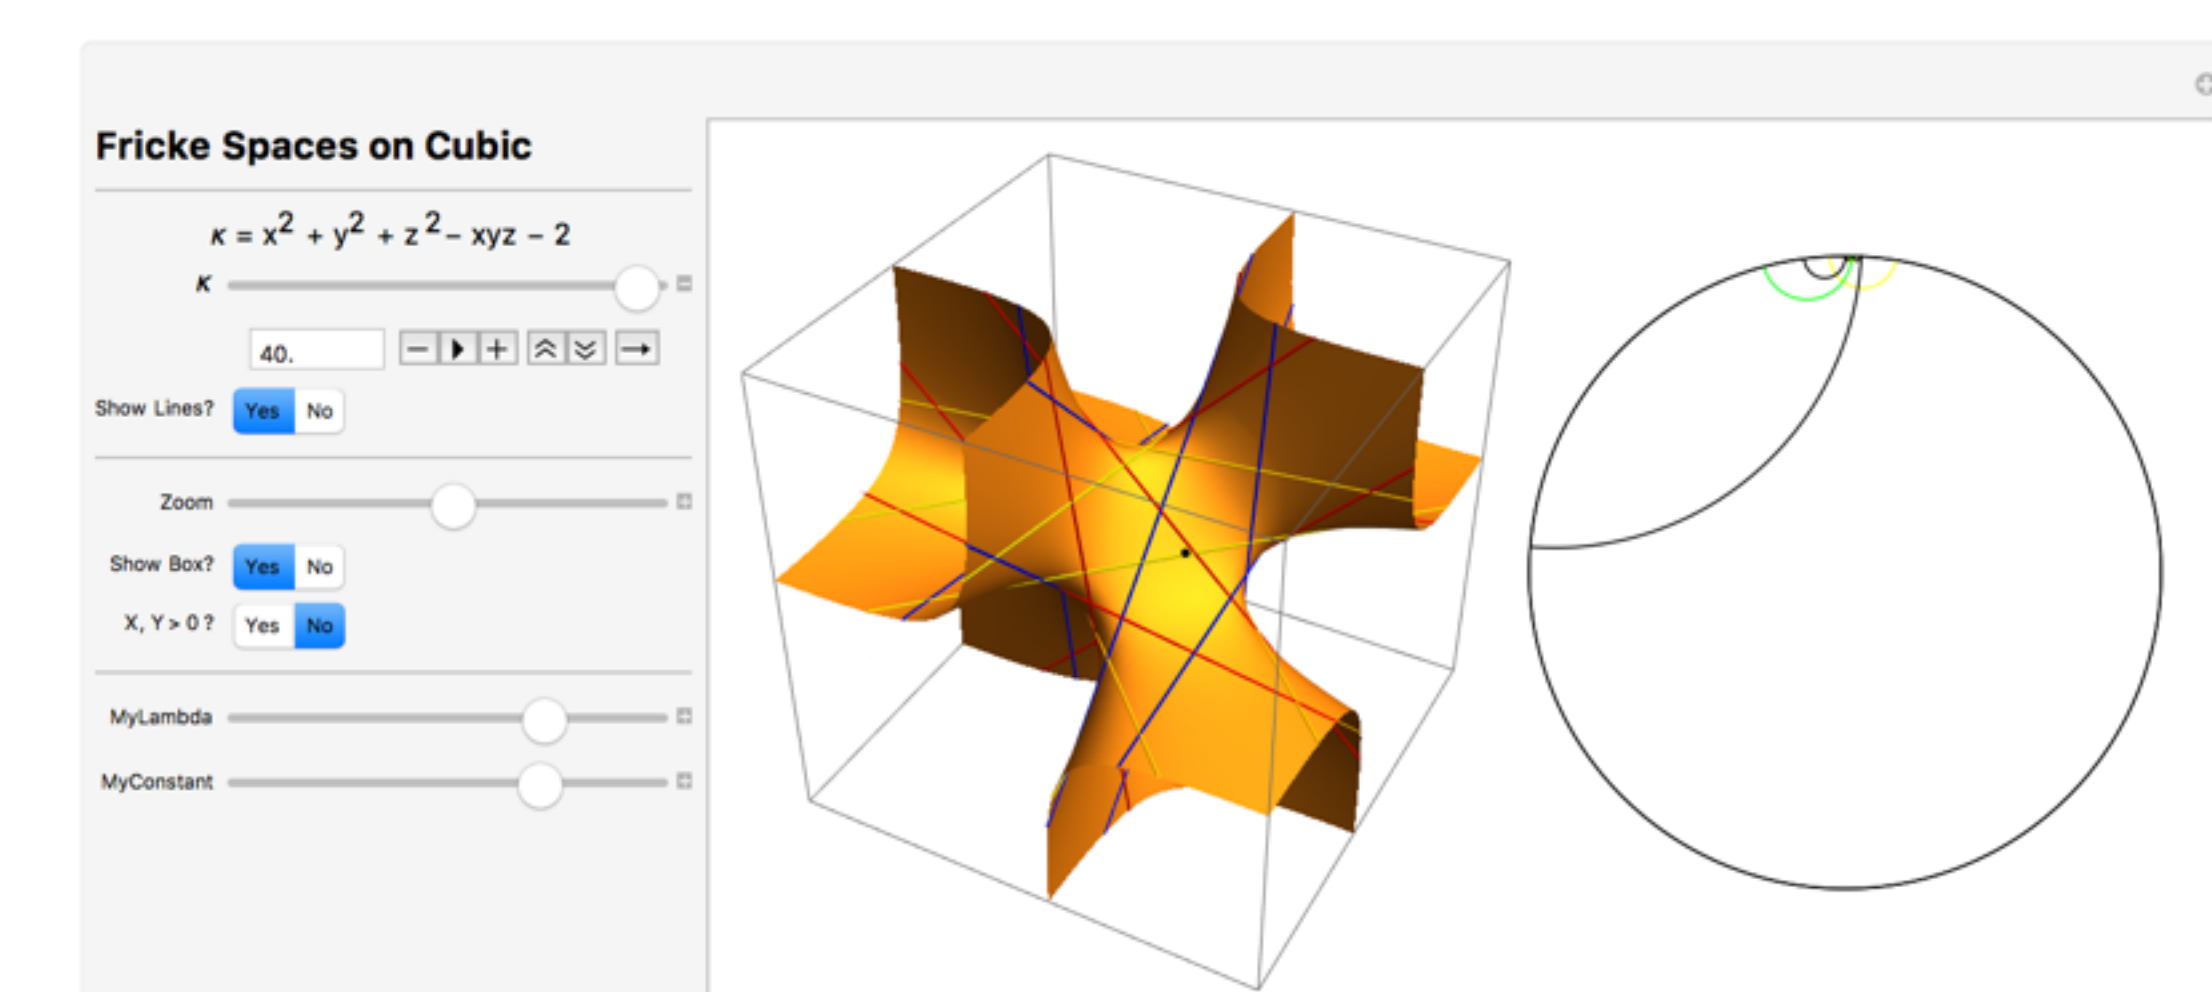 Fricke Spaces on Cubic
κ = x² + y² + z² − xyz − 2
κ
40.
Show Lines? Yes No
Zoom
Show Box? Yes No
X, Y > 0 ? Yes No
MyLambda
MyConstant